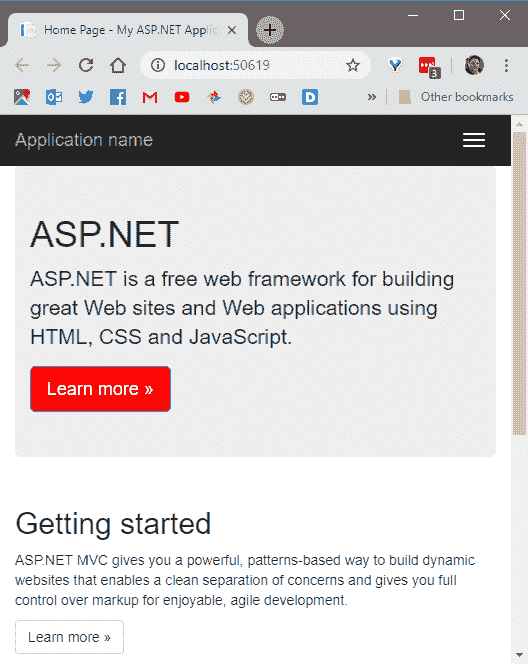 Home Page - My ASP.NET Applic
localhost:50619
3
Other bookmarks
Application name
ASP.NET
ASP.NET is a free web framework for building
great Web sites and Web applications using
HTML, CSS and JavaScript.
Learn more »
Getting started
ASP.NET MVC gives you a powerful, patterns-based way to build dynamic
websites that enables a clean separation of concerns and gives you full
control over markup for enjoyable, agile development.
Learn more »